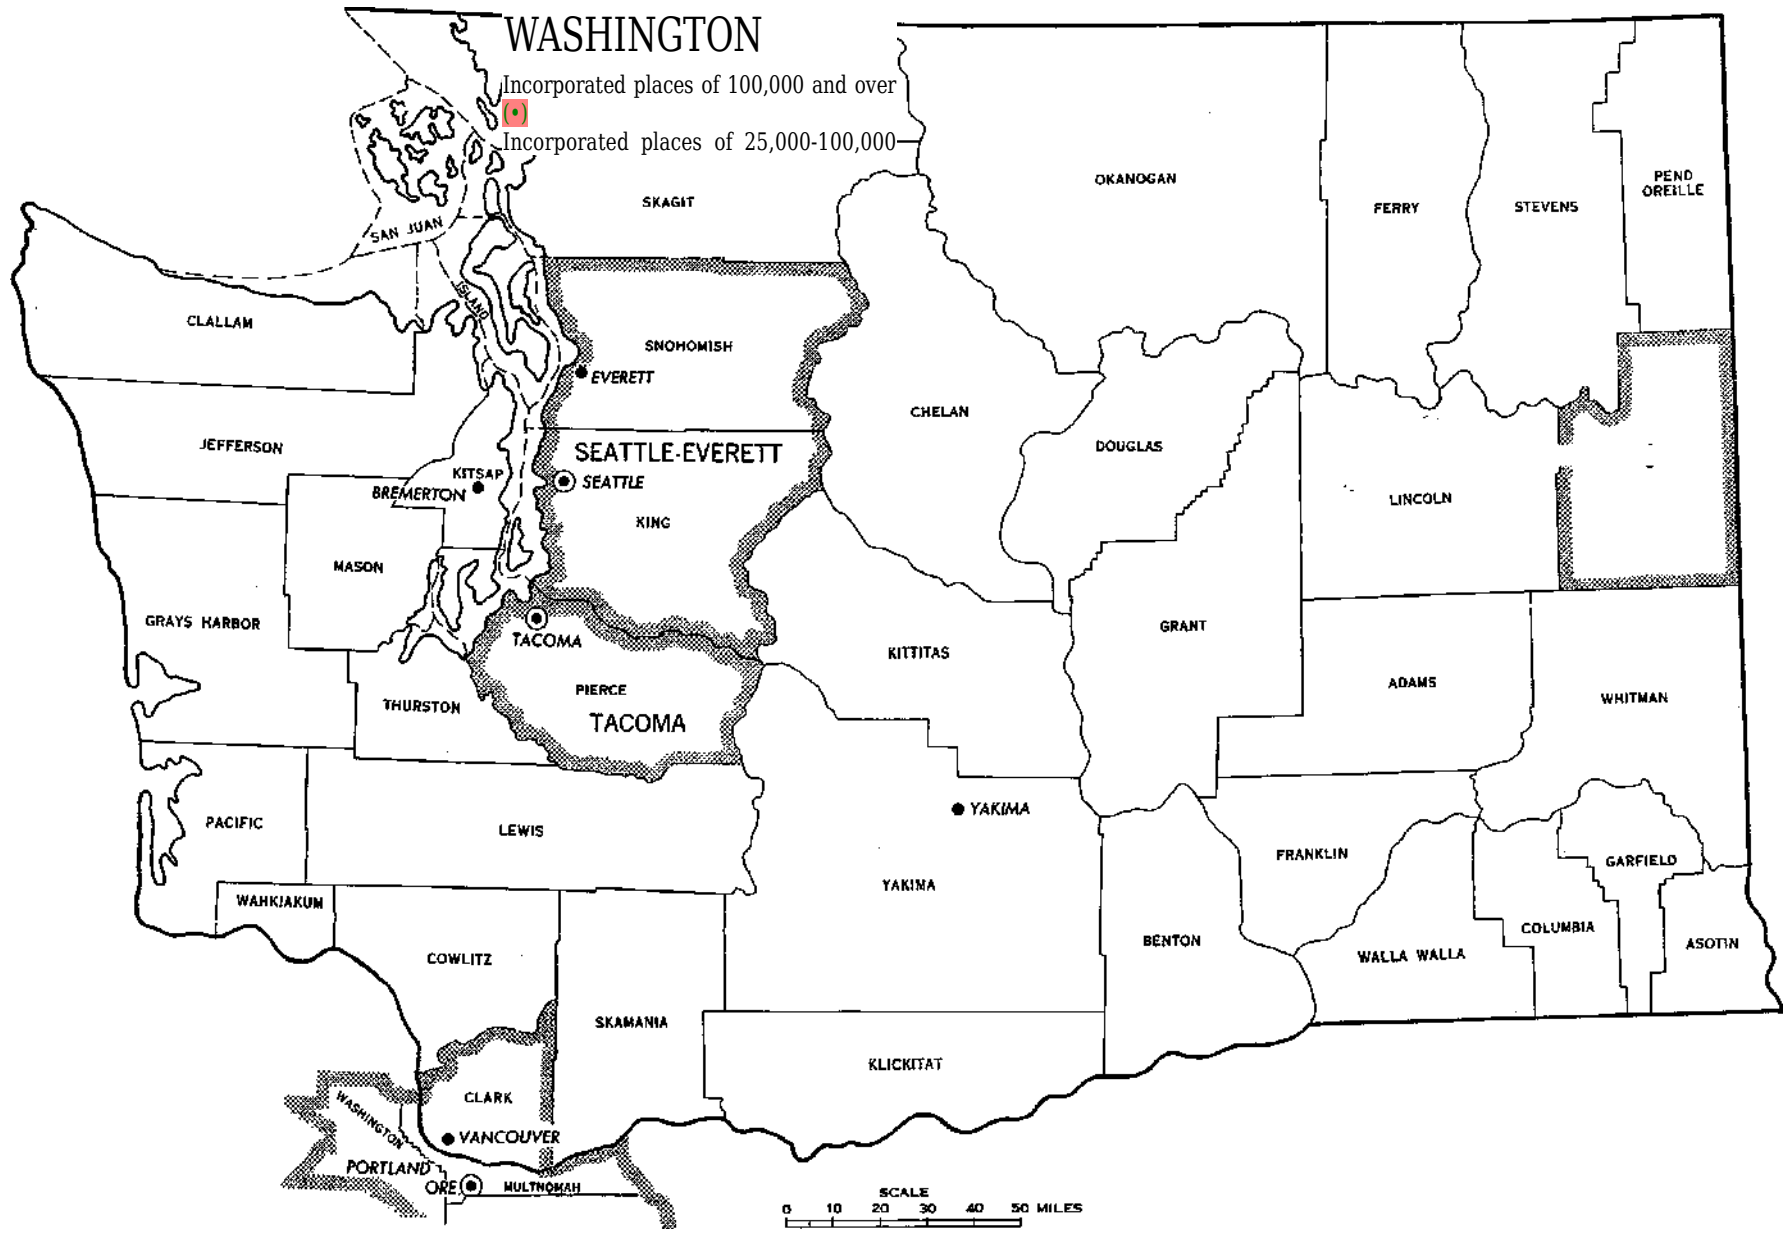 WASHINGTON
Incorporated places of 100,000 and over
(•)
Incorporated places of 25,000-100,000
SKAGIT
OKANOGAN
FERRY
STEVENS
PEND
OREILLE
SAN JUAN
ISLAND
CLALLAM
SNOHOMISH
EVERETT
CHELAN
DOUGLAS
JEFFERSON
SEATTLE-EVERETT
KITSAP
BREMERTON
SEATTLE
KING
LINCOLN
MASON
GRAYS HARBOR
TACOMA
KITTITAS
GRANT
PIERCE
THURSTON
TACOMA
ADAMS
WHITMAN
PACIFIC
LEWIS
YAKIMA
YAKIMA
FRANKLIN
GARFIELD
WAHKIAKUM
COWLITZ
BENTON
WALLA WALLA
COLUMBIA
ASOTIN
SKAMANIA
KLICKITAT
CLARK
WASHINGTON
VANCOUVER
PORTLAND
ORE.
MULTNOMAH
SCALE
0 10 20 30 40 50 MILES